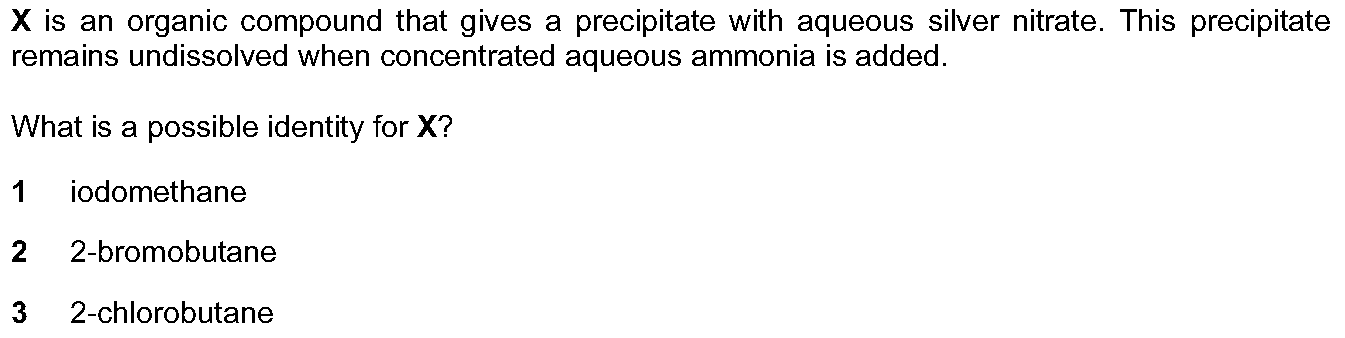 X is an organic compound that gives a precipitate with aqueous silver nitrate. This precipitate
remains undissolved when concentrated aqueous ammonia is added.
What is a possible identity for X?
1 iodomethane
2 2-bromobutane
3 2-chlorobutane